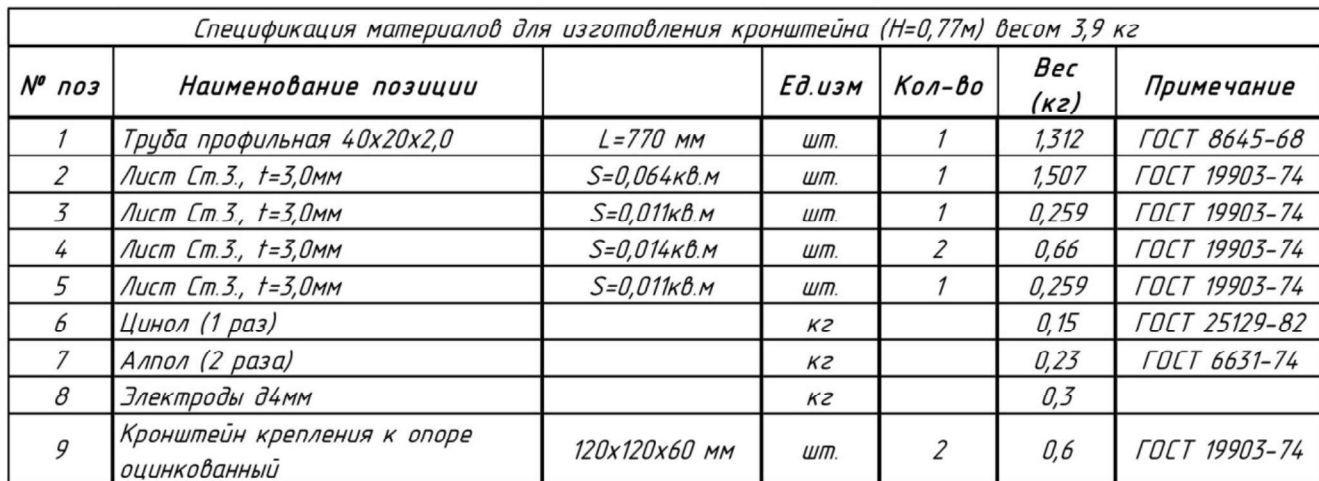 Спецификация материалов для изготовления кронштейна (Н=0,77м) весом 3,9 кг
№ поз Наименование позиции Ед.изм Кол-во Вес (кг) Примечание
1 Труба профильная 40х20х2,0 L=770 мм шт. 1 1,312 ГОСТ 8645-68
2 Лист Ст.3., t=3,0мм S=0,064кв.м шт. 1 1,507 ГОСТ 19903-74
3 Лист Ст.3., t=3,0мм S=0,011кв.м шт. 1 0,259 ГОСТ 19903-74
4 Лист Ст.3., t=3,0мм S=0,014кв.м шт. 2 0,66 ГОСТ 19903-74
5 Лист Ст.3., t=3,0мм S=0,011кв.м шт. 1 0,259 ГОСТ 19903-74
6 Цинол (1 раз) кг 0,15 ГОСТ 25129-82
7 Алпол (2 раза) кг 0,23 ГОСТ 6631-74
8 Электроды д4мм кг 0,3
9 Кронштейн крепления к опоре
оцинкованный 120х120х60 мм шт. 2 0,6 ГОСТ 19903-74